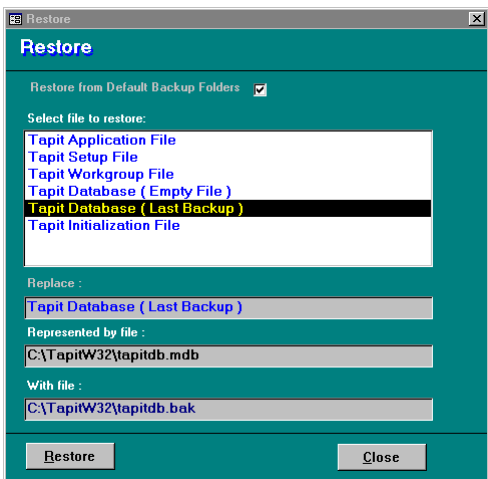 Restore
Restore
Restore from Default Backup Folders
Select file to restore:
Tapit Application File
Tapit Setup File
Tapit Workgroup File
Tapit Database ( Empty File )
Tapit Database ( Last Backup )
Tapit Initialization File
Replace :
Tapit Database ( Last Backup )
Represented by file :
C:\TapitW32\tapitdb.mdb
With file :
C:\TapitW32\tapitdb.bak
Restore
Close